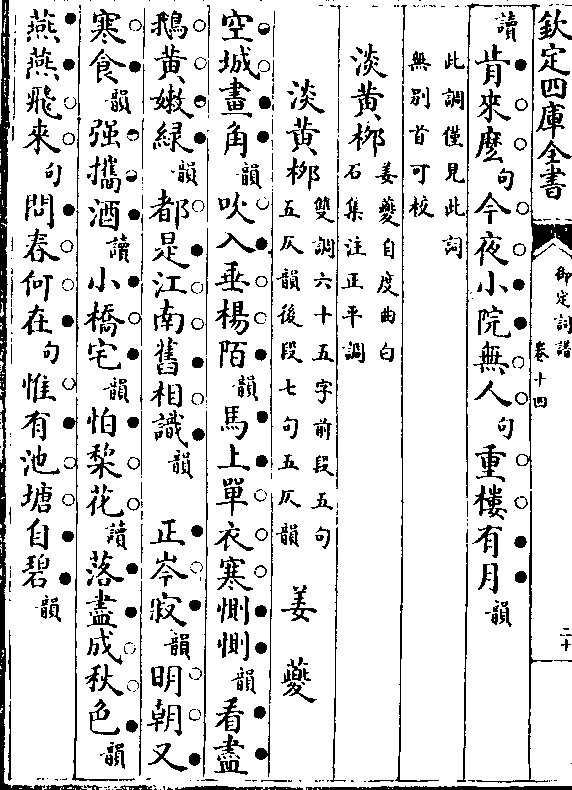 欽定四庫全書
御定詞譜
卷十四
二十
讀肯來麽句今夜小院無人句重樓有月韻
此調僅見此詞
無別首可校
淡黄栁姜夔自度曲白
石集注正平調
淡黄栁雙調六十五字前段五句
五仄韻後段七句五仄韻
姜夔
空城畫角韻吹入垂楊陌韻馬上單衣寒惻惻韻看盡
鵝黄嫩緑韻都是江南舊相識韻 正岑寂韻明朝又
寒食韻强攜酒讀小橋宅韻怕棃花讀落盡成秋色韻
燕燕飛來句問春何在句惟有池塘自碧韻